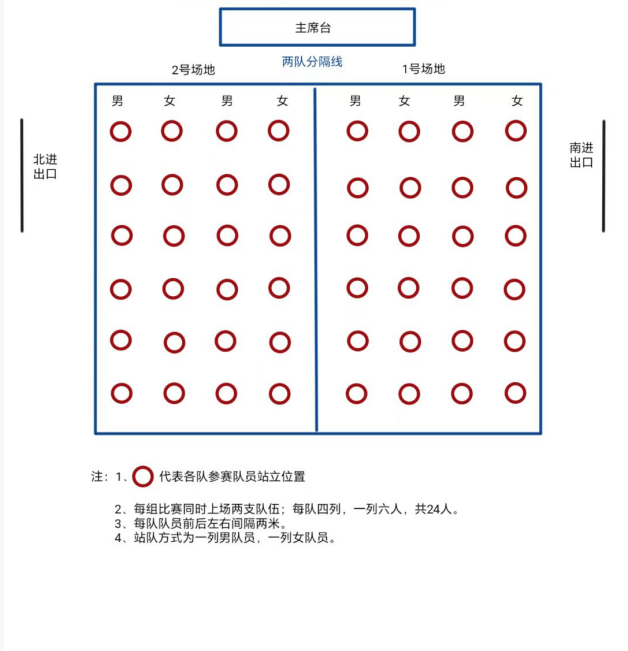 主席台
两队分隔线
2号场地
1号场地
男 女 男 女 男 女 男 女
北进
出口
南进
出口
注：1、 代表各队参赛队员站立位置
2、每组比赛同时上场两支队伍；每队四列，一列六人，共24人。
3、每队队员前后左右间隔两米。
4、站队方式为一列男队员，一列女队员。